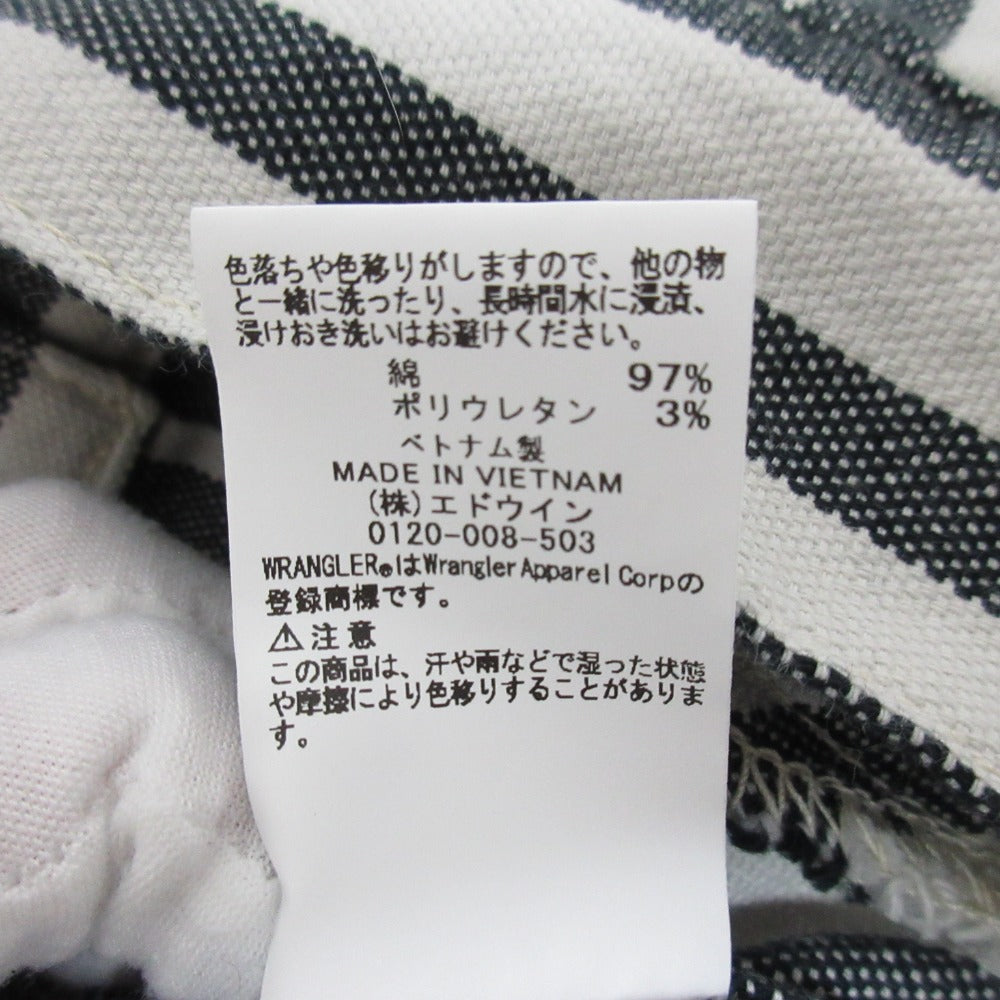 色落ちや色移りがしますので、他の物
と一緒に洗ったり、長時間水に浸漬、
浸けおき洗いはお避けください。
綿 97%
ポリウレタン 3%
ベトナム製
MADE IN VIETNAM
(株)エドウイン
0120-008-503
WRANGLER®はWrangler Apparel Corpの
登録商標です。
⚠注意
この商品は、汗や雨などで湿った状態
や摩擦により色移りすることがありま
す。